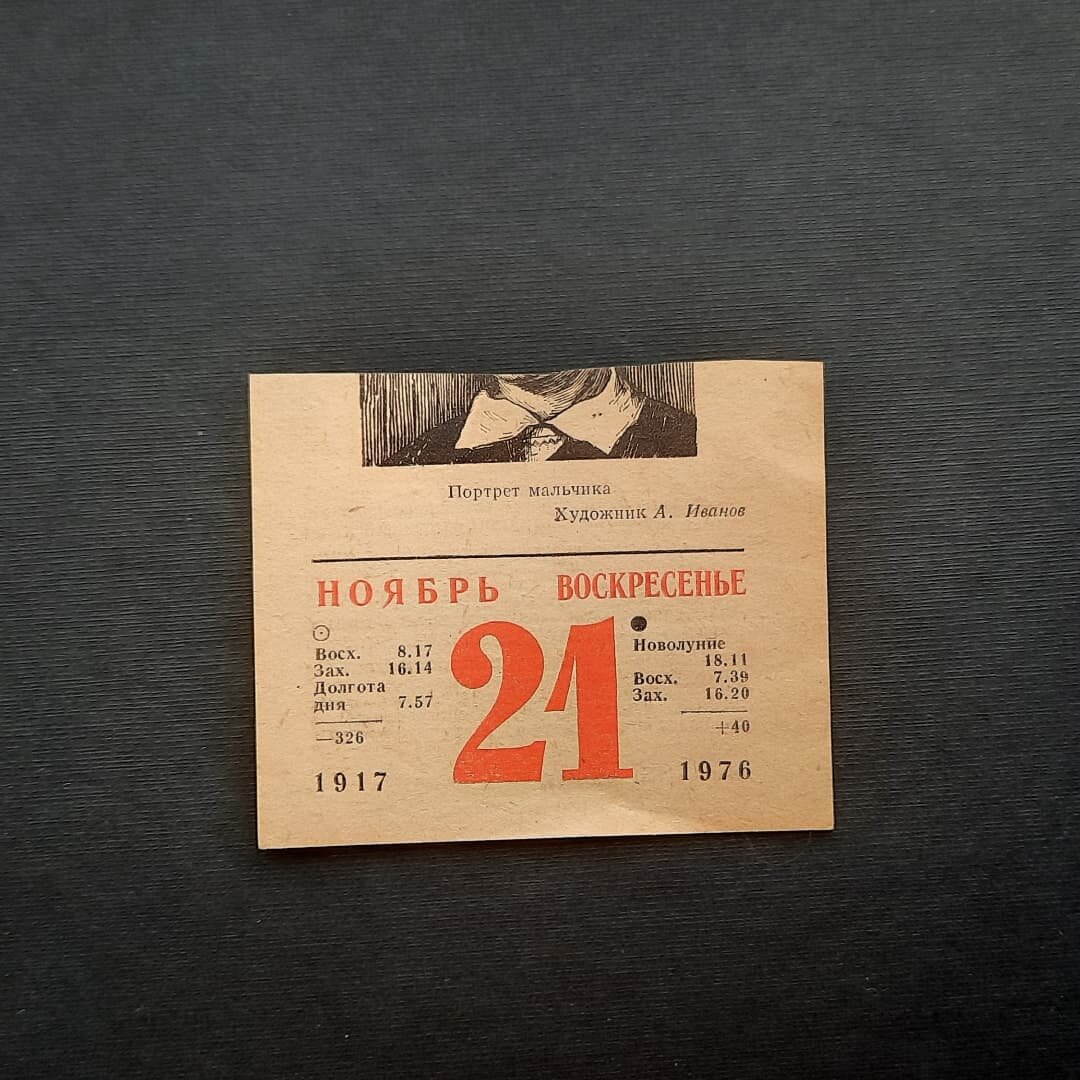 Портрет мальчика
Художник А. Иванов
НОЯБРЬ ВОСКРЕСЕНЬЕ
21
Восх. 8.17
Зах. 16.14
Долгота
дня 7.57
—326
1917
Новолуние
18.11
Восх. 7.39
Зах. 16.20
+40
1976